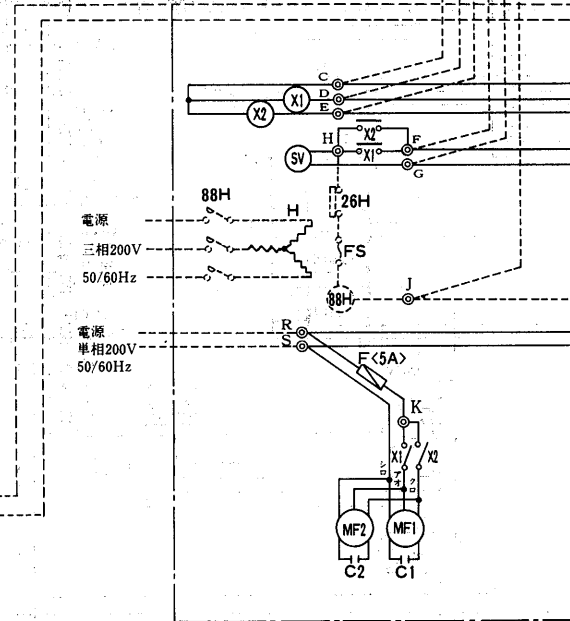 C
D
X1
E
X2
H
X2
F
SV
X1
G
88H
H
26H
電源
三相200V
FS
50/60Hz
J
88H
R
電源
S
単相200V
F<5A>
50/60Hz
K
X1
X2
シロ
アオ
クロ
MF2
MF1
C2
C1